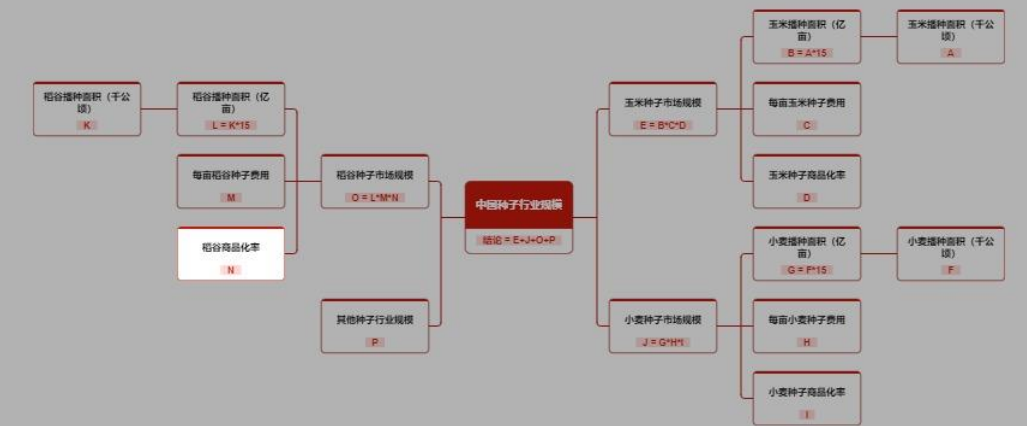 玉米播种面积（亿
亩）
B = A*15
玉米播种面积（千公
顷）
A
稻谷播种面积（千公
顷）
K
稻谷播种面积（亿
亩）
L = K*15
玉米种子市场规模
E = B*C*D
每亩玉米种子费用
C
每亩稻谷种子费用
M
稻谷种子市场规模
O = L*M*N
玉米种子商品化率
D
中国种子行业规模
结论 = E+J+O+P
稻谷商品化率
N
小麦播种面积（亿
亩）
G = F*15
小麦播种面积（千公
顷）
F
其他种子行业规模
P
小麦种子市场规模
J = G*H*I
每亩小麦种子费用
H
小麦种子商品化率
I